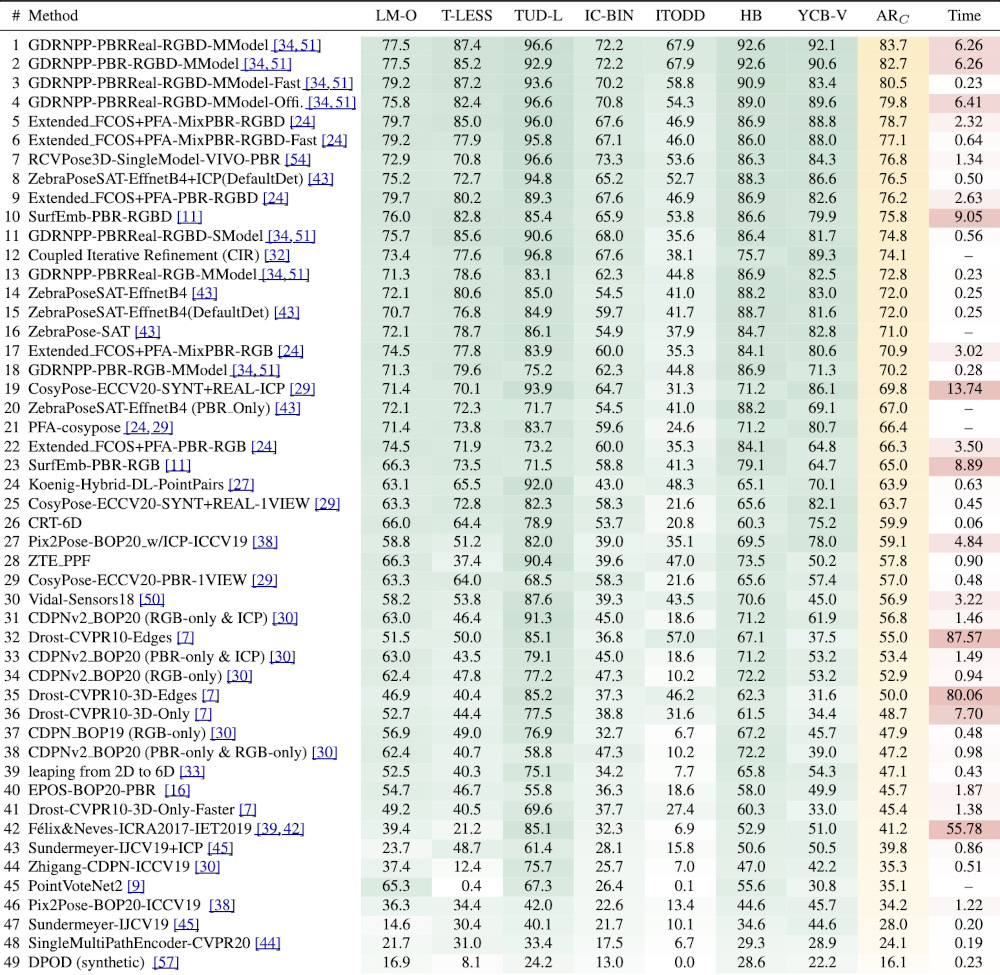 # Method LM-O T-LESS TUD-L IC-BIN ITODD HB YCB-V ARC Time
1 GDRNPP-PBRReal-RGBD-MModel [34,51] 77.5 87.4 96.6 72.2 67.9 92.6 92.1 83.7 6.26
2 GDRNPP-PBR-RGBD-MModel [34,51] 77.5 85.2 92.9 72.2 67.9 92.6 90.6 82.7 6.26
3 GDRNPP-PBRReal-RGBD-MModel-Fast [34,51] 79.2 87.2 93.6 70.2 58.8 90.9 83.4 80.5 0.23
4 GDRNPP-PBRReal-RGBD-MModel-Offi. [34,51] 75.8 82.4 96.6 70.8 54.3 89.0 89.6 79.8 6.41
5 Extended_FCOS+PFA-MixPBR-RGBD [24] 79.7 85.0 96.0 67.6 46.9 86.9 88.8 78.7 2.32
6 Extended_FCOS+PFA-MixPBR-RGBD-Fast [24] 79.2 77.9 95.8 67.1 46.0 86.0 88.0 77.1 0.64
7 RCVPose3D-SingleModel-VIVO-PBR [54] 72.9 70.8 96.6 73.3 53.6 86.3 84.3 76.8 1.34
8 ZebraPoseSAT-EffnetB4+ICP(DefaultDet) [43] 75.2 72.7 94.8 65.2 52.7 88.3 86.6 76.5 0.50
9 Extended_FCOS+PFA-PBR-RGBD [24] 79.7 80.2 89.3 67.6 46.9 86.9 82.6 76.2 2.63
10 SurfEmb-PBR-RGBD [11] 76.0 82.8 85.4 65.9 53.8 86.6 79.9 75.8 9.05
11 GDRNPP-PBRReal-RGBD-SModel [34,51] 75.7 85.6 90.6 68.0 35.6 86.4 81.7 74.8 0.56
12 Coupled Iterative Refinement (CIR) [32] 73.4 77.6 96.8 67.6 38.1 75.7 89.3 74.1 –
13 GDRNPP-PBRReal-RGB-MModel [34,51] 71.3 78.6 83.1 62.3 44.8 86.9 82.5 72.8 0.23
14 ZebraPoseSAT-EffnetB4 [43] 72.1 80.6 85.0 54.5 41.0 88.2 83.0 72.0 0.25
15 ZebraPoseSAT-EffnetB4(DefaultDet) [43] 70.7 76.8 84.9 59.7 41.7 88.7 81.6 72.0 0.25
16 ZebraPose-SAT [43] 72.1 78.7 86.1 54.9 37.9 84.7 82.8 71.0 –
17 Extended_FCOS+PFA-MixPBR-RGB [24] 74.5 77.8 83.9 60.0 35.3 84.1 80.6 70.9 3.02
18 GDRNPP-PBR-RGB-MModel [34,51] 71.3 79.6 75.2 62.3 44.8 86.9 71.3 70.2 0.28
19 CosyPose-ECCV20-SYNT+REAL-ICP [29] 71.4 70.1 93.9 64.7 31.3 71.2 86.1 69.8 13.74
20 ZebraPoseSAT-EffnetB4 (PBR_Only) [43] 72.1 72.3 71.7 54.5 41.0 88.2 69.1 67.0 –
21 PFA-cosypose [24,29] 71.4 73.8 83.7 59.6 24.6 71.2 80.7 66.4 –
22 Extended_FCOS+PFA-PBR-RGB [24] 74.5 71.9 73.2 60.0 35.3 84.1 64.8 66.3 3.50
23 SurfEmb-PBR-RGB [11] 66.3 73.5 71.5 58.8 41.3 79.1 64.7 65.0 8.89
24 Koenig-Hybrid-DL-PointPairs [27] 63.1 65.5 92.0 43.0 48.3 65.1 70.1 63.9 0.63
25 CosyPose-ECCV20-SYNT+REAL-1VIEW [29] 63.3 72.8 82.3 58.3 21.6 65.6 82.1 63.7 0.45
26 CRT-6D 66.0 64.4 78.9 53.7 20.8 60.3 75.2 59.9 0.06
27 Pix2Pose-BOP20_w/ICP-ICCV19 [38] 58.8 51.2 82.0 39.0 35.1 69.5 78.0 59.1 4.84
28 ZTE_PPF 66.3 37.4 90.4 39.6 47.0 73.5 50.2 57.8 0.90
29 CosyPose-ECCV20-PBR-1VIEW [29] 63.3 64.0 68.5 58.3 21.6 65.6 57.4 57.0 0.48
30 Vidal-Sensors18 [50] 58.2 53.8 87.6 39.3 43.5 70.6 45.0 56.9 3.22
31 CDPNv2_BOP20 (RGB-only & ICP) [30] 63.0 46.4 91.3 45.0 18.6 71.2 61.9 56.8 1.46
32 Drost-CVPR10-Edges [7] 51.5 50.0 85.1 36.8 57.0 67.1 37.5 55.0 87.57
33 CDPNv2_BOP20 (PBR-only & ICP) [30] 63.0 43.5 79.1 45.0 18.6 71.2 53.2 53.4 1.49
34 CDPNv2_BOP20 (RGB-only) [30] 62.4 47.8 77.2 47.3 10.2 72.2 53.2 52.9 0.94
35 Drost-CVPR10-3D-Edges [7] 46.9 40.4 85.2 37.3 46.2 62.3 31.6 50.0 80.06
36 Drost-CVPR10-3D-Only [7] 52.7 44.4 77.5 38.8 31.6 61.5 34.4 48.7 7.70
37 CDPN_BOP19 (RGB-only) [30] 56.9 49.0 76.9 32.7 6.7 67.2 45.7 47.9 0.48
38 CDPNv2_BOP20 (PBR-only & RGB-only) [30] 62.4 40.7 58.8 47.3 10.2 72.2 39.0 47.2 0.98
39 leaping from 2D to 6D [33] 52.5 40.3 75.1 34.2 7.7 65.8 54.3 47.1 0.43
40 EPOS-BOP20-PBR [16] 54.7 46.7 55.8 36.3 18.6 58.0 49.9 45.7 1.87
41 Drost-CVPR10-3D-Only-Faster [7] 49.2 40.5 69.6 37.7 27.4 60.3 33.0 45.4 1.38
42 Félix&Neves-ICRA2017-IET2019 [39,42] 39.4 21.2 85.1 32.3 6.9 52.9 51.0 41.2 55.78
43 Sundermeyer-IJCV19+ICP [45] 23.7 48.7 61.4 28.1 15.8 50.6 50.5 39.8 0.86
44 Zhigang-CDPN-ICCV19 [30] 37.4 12.4 75.7 25.7 7.0 47.0 42.2 35.3 0.51
45 PointVoteNet2 [9] 65.3 0.4 67.3 26.4 0.1 55.6 30.8 35.1 –
46 Pix2Pose-BOP20-ICCV19 [38] 36.3 34.4 42.0 22.6 13.4 44.6 45.7 34.2 1.22
47 Sundermeyer-IJCV19 [45] 14.6 30.4 40.1 21.7 10.1 34.6 44.6 28.0 0.20
48 SingleMultiPathEncoder-CVPR20 [44] 21.7 31.0 33.4 17.5 6.7 29.3 28.9 24.1 0.19
49 DPOD (synthetic) [57] 16.9 8.1 24.2 13.0 0.0 28.6 22.2 16.1 0.23